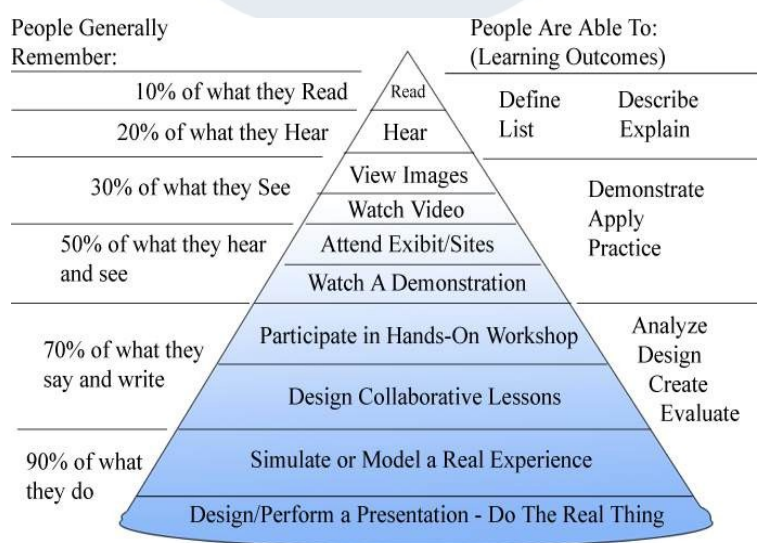 People Generally
Remember:
People Are Able To:
(Learning Outcomes)
10% of what they Read
Read
Define
Describe
20% of what they Hear
Hear
List
Explain
30% of what they See
View Images
Watch Video
Demonstrate
Apply
Practice
50% of what they hear
and see
Attend Exibit/Sites
Watch A Demonstration
70% of what they
say and write
Participate in Hands-On Workshop
Design Collaborative Lessons
Analyze
Design
Create
Evaluate
90% of what
they do
Simulate or Model a Real Experience
Design/Perform a Presentation - Do The Real Thing